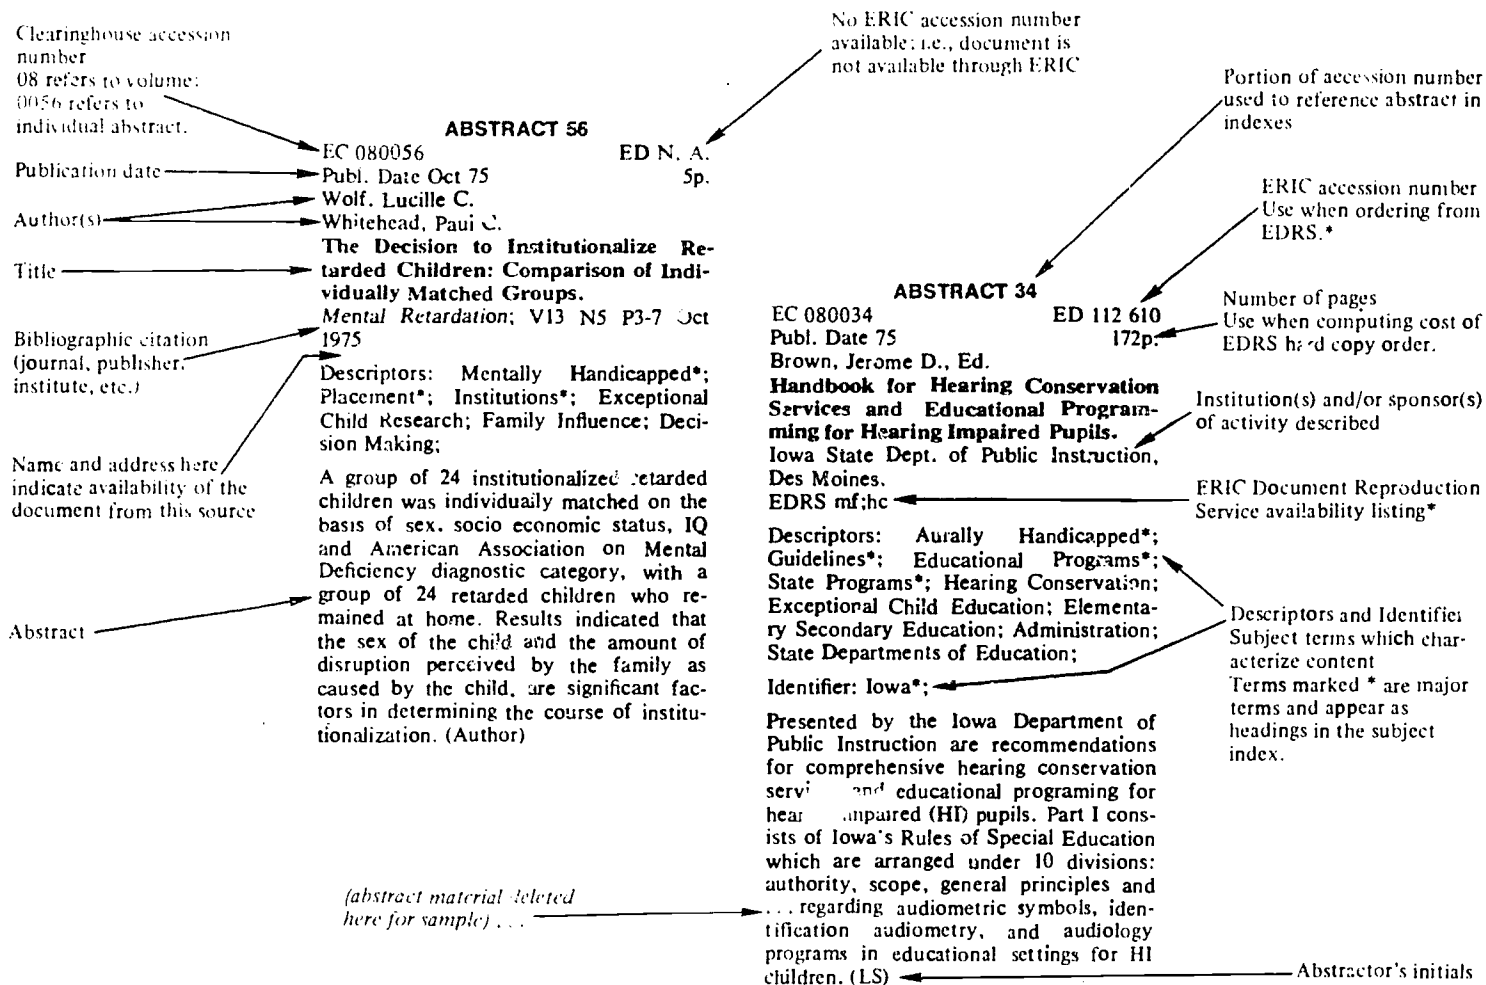 Clearinghouse accession
number
08 refers to volume;
0056 refers to
individual abstract.
Publication date
Author(s)
Title
Bibliographic citation
(journal, publisher,
institute, etc.)
Name and address here
indicate availability of the
document from this source
Abstract
No ERIC accession number
available; i.e., document is
not available through ERIC
ABSTRACT 56
EC 080056 ED N. A.
Publ. Date Oct 75 5p.
Wolf, Lucille C.
Whitehead, Paul C.
The Decision to Institutionalize Re-
tarded Children: Comparison of Indi-
vidually Matched Groups.
Mental Retardation; V13 N5 P3-7 Oct
1975
Descriptors: Mentally Handicapped*;
Placement*; Institutions*; Exceptional
Child Research; Family Influence; Deci-
sion Making;
A group of 24 institutionalized retarded
children was individually matched on the
basis of sex, socio economic status, IQ
and American Association on Mental
Deficiency diagnostic category, with a
group of 24 retarded children who re-
mained at home. Results indicated that
the sex of the child and the amount of
disruption perceived by the family as
caused by the child, are significant fac-
tors in determining the course of institu-
tionalization. (Author)
(abstract material deleted
here for sample) . . .
Portion of accession number
used to reference abstract in
indexes
ERIC accession number
Use when ordering from
EDRS.*
Number of pages
Use when computing cost of
EDRS hard copy order.
Institution(s) and/or sponsor(s)
of activity described
ERIC Document Reproduction
Service availability listing*
Descriptors and Identifier
Subject terms which char-
acterize content
Terms marked * are major
terms and appear as
headings in the subject
index.
Abstractor's initials
ABSTRACT 34
EC 080034 ED 112 610
Publ. Date 75 172p.
Brown, Jerome D., Ed.
Handbook for Hearing Conservation
Services and Educational Program-
ming for Hearing Impaired Pupils.
Iowa State Dept. of Public Instruction,
Des Moines.
EDRS mf;hc
Descriptors: Aurally Handicapped*;
Guidelines*; Educational Programs*;
State Programs*; Hearing Conservation;
Exceptional Child Education; Elementa-
ry Secondary Education; Administration;
State Departments of Education;
Identifier: Iowa*;
Presented by the Iowa Department of
Public Instruction are recommendations
for comprehensive hearing conservation
and educational programing for
(HI) pupils. Part I cons-
ists of Iowa's Rules of Special Education
which are arranged under 10 divisions:
authority, scope, general principles and
. . . regarding audiometric symbols, iden-
tification audiometry, and audiology
programs in educational settings for HI
children. (LS)